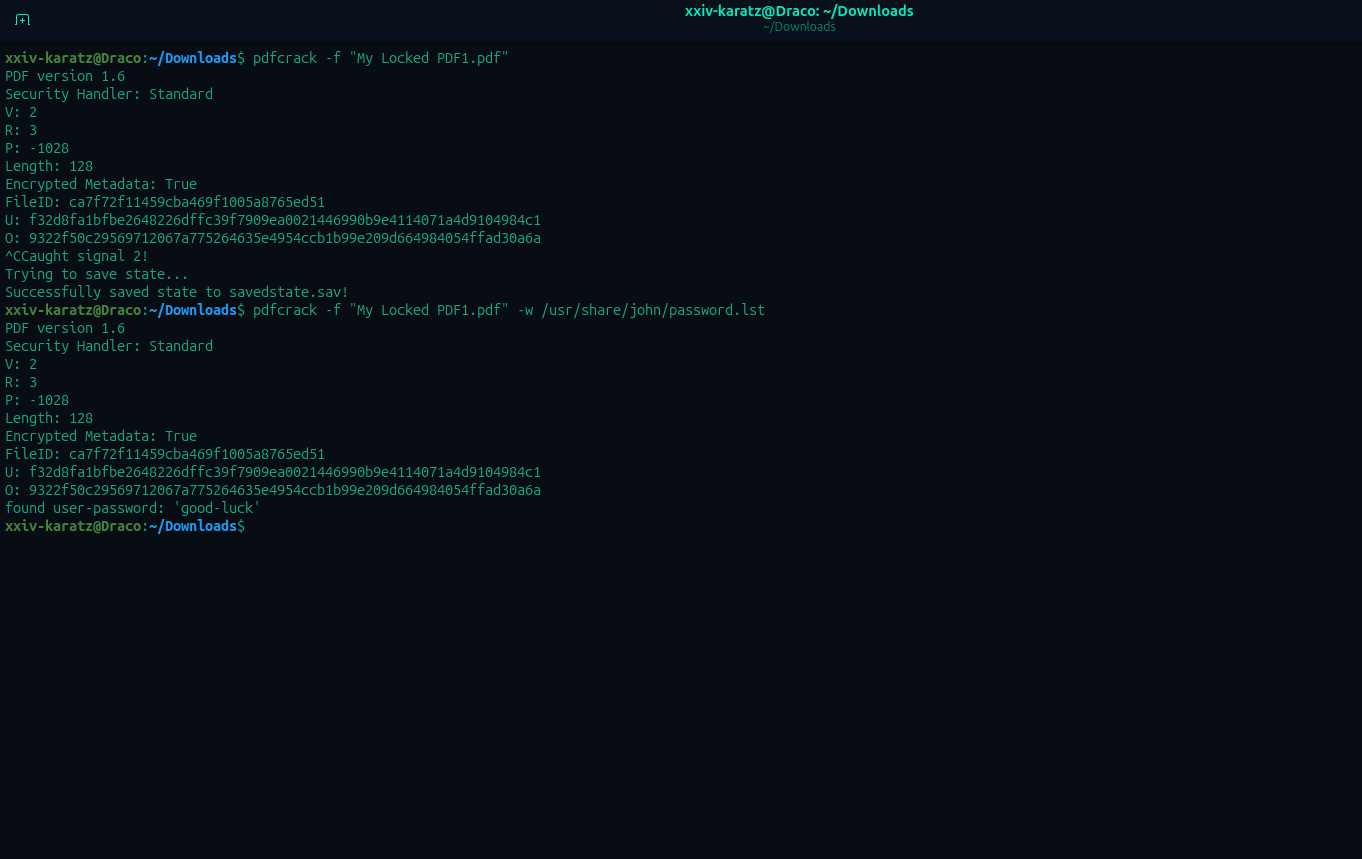 xxiv-karatz@Draco: ~/Downloads
~/Downloads
xxiv-karatz@Draco:~/Downloads$ pdfcrack -f "My Locked PDF1.pdf"
PDF version 1.6
Security Handler: Standard
V: 2
R: 3
P: -1028
Length: 128
Encrypted Metadata: True
FileID: ca7f72f11459cba469f1005a8765ed51
U: f32d8fa1bfbe2648226dffc39f7909ea0021446990b9e4114071a4d9104984c1
O: 9322f50c29569712067a775264635e4954ccb1b99e209d664984054ffad30a6a
^CCaught signal 2!
Trying to save state...
Successfully saved state to savedstate.sav!
xxiv-karatz@Draco:~/Downloads$ pdfcrack -f "My Locked PDF1.pdf" -w /usr/share/john/password.lst
PDF version 1.6
Security Handler: Standard
V: 2
R: 3
P: -1028
Length: 128
Encrypted Metadata: True
FileID: ca7f72f11459cba469f1005a8765ed51
U: f32d8fa1bfbe2648226dffc39f7909ea0021446990b9e4114071a4d9104984c1
O: 9322f50c29569712067a775264635e4954ccb1b99e209d664984054ffad30a6a
found user-password: 'good-luck'
xxiv-karatz@Draco:~/Downloads$